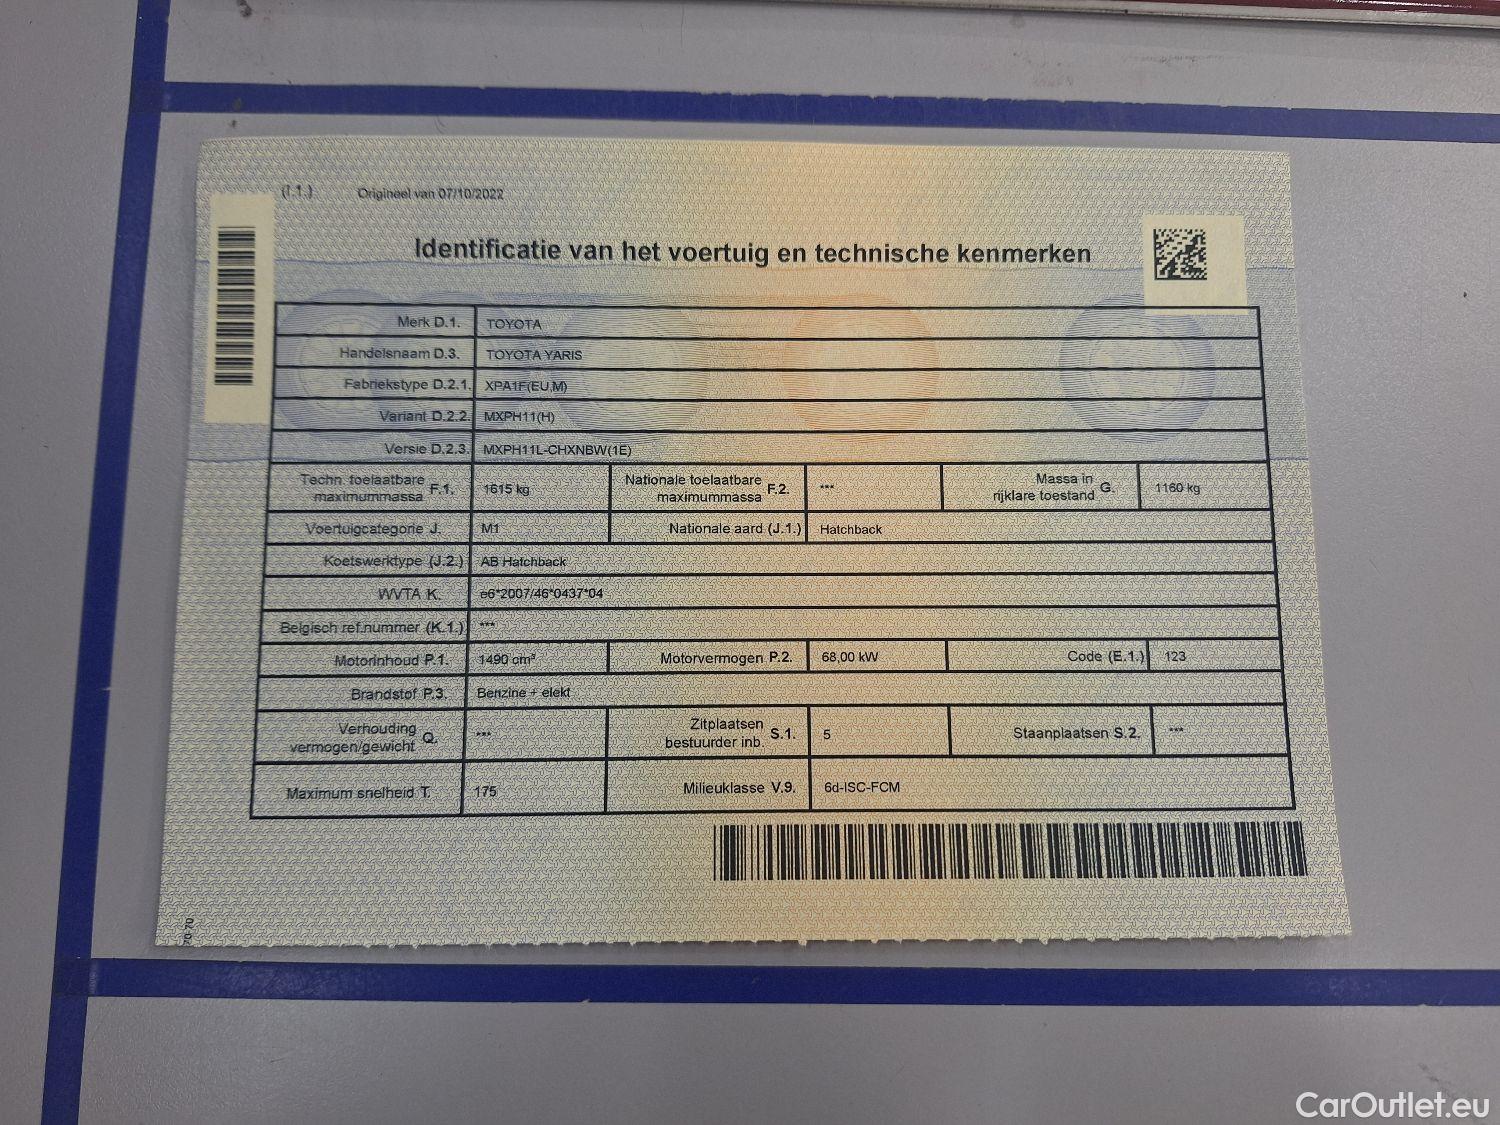 (I.1.) Origineel van 07/10/2022
Identificatie van het voertuig en technische kenmerken
Merk D.1. TOYOTA
Handelsnaam D.3. TOYOTA YARIS
Fabriekstype D.2.1. XPA1F(EU,M)
Variant D.2.2. MXPH11(H)
Versie D.2.3. MXPH11L-CHXNBW(1E)
Techn. toelaatbare maximummassa F.1. 1615 kg Nationale toelaatbare maximummassa F.2. *** Massa in rijklare toestand G. 1160 kg
Voertuigcategorie J. M1 Nationale aard (J.1.) Hatchback
Koetswerktype (J.2.) AB Hatchback
WVTA K. e6*2007/46*0437*04
Belgisch ref.nummer (K.1.) ***
Motorinhoud P.1. 1490 cm³ Motorvermogen P.2. 68,00 kW Code (E.1.) 123
Brandstof P.3. Benzine + elekt
Verhouding vermogen/gewicht Q. *** Zitplaatsen bestuurder inb. S.1. 5 Staanplaatsen S.2. ***
Maximum snelheid T. 175 Milieuklasse V.9. 6d-ISC-FCM
70-70
CarOutlet.eu